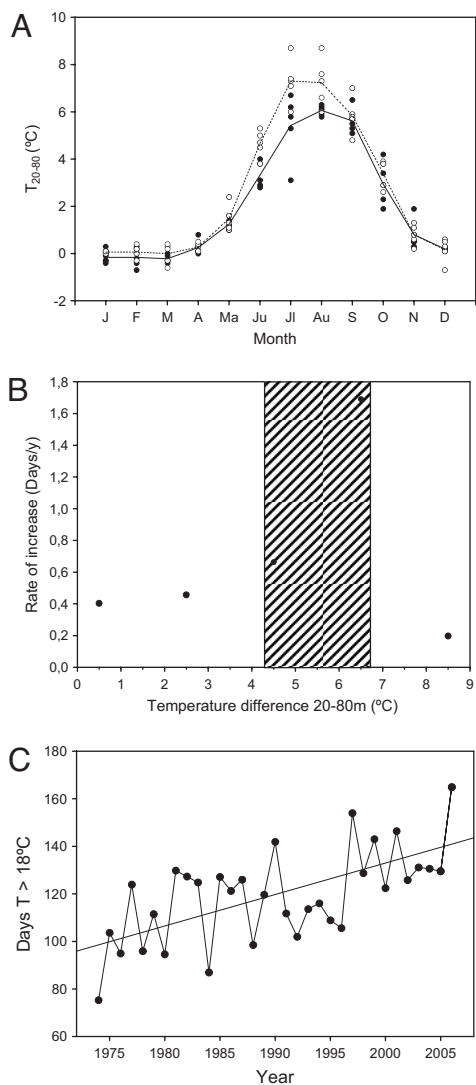 A
T20-80 (ºC)
10
8
6
4
2
0
-2
J F M A Ma Ju Jl Au S O N D
Month
B
Rate of increase (Days/y)
1,8
1,6
1,4
1,2
1,0
0,8
0,6
0,4
0,2
0,0
0 1 2 3 4 5 6 7 8 9
Temperature difference 20-80m (ºC)
C
Days T > 18ºC
180
160
140
120
100
80
60
1975 1980 1985 1990 1995 2000 2005
Year